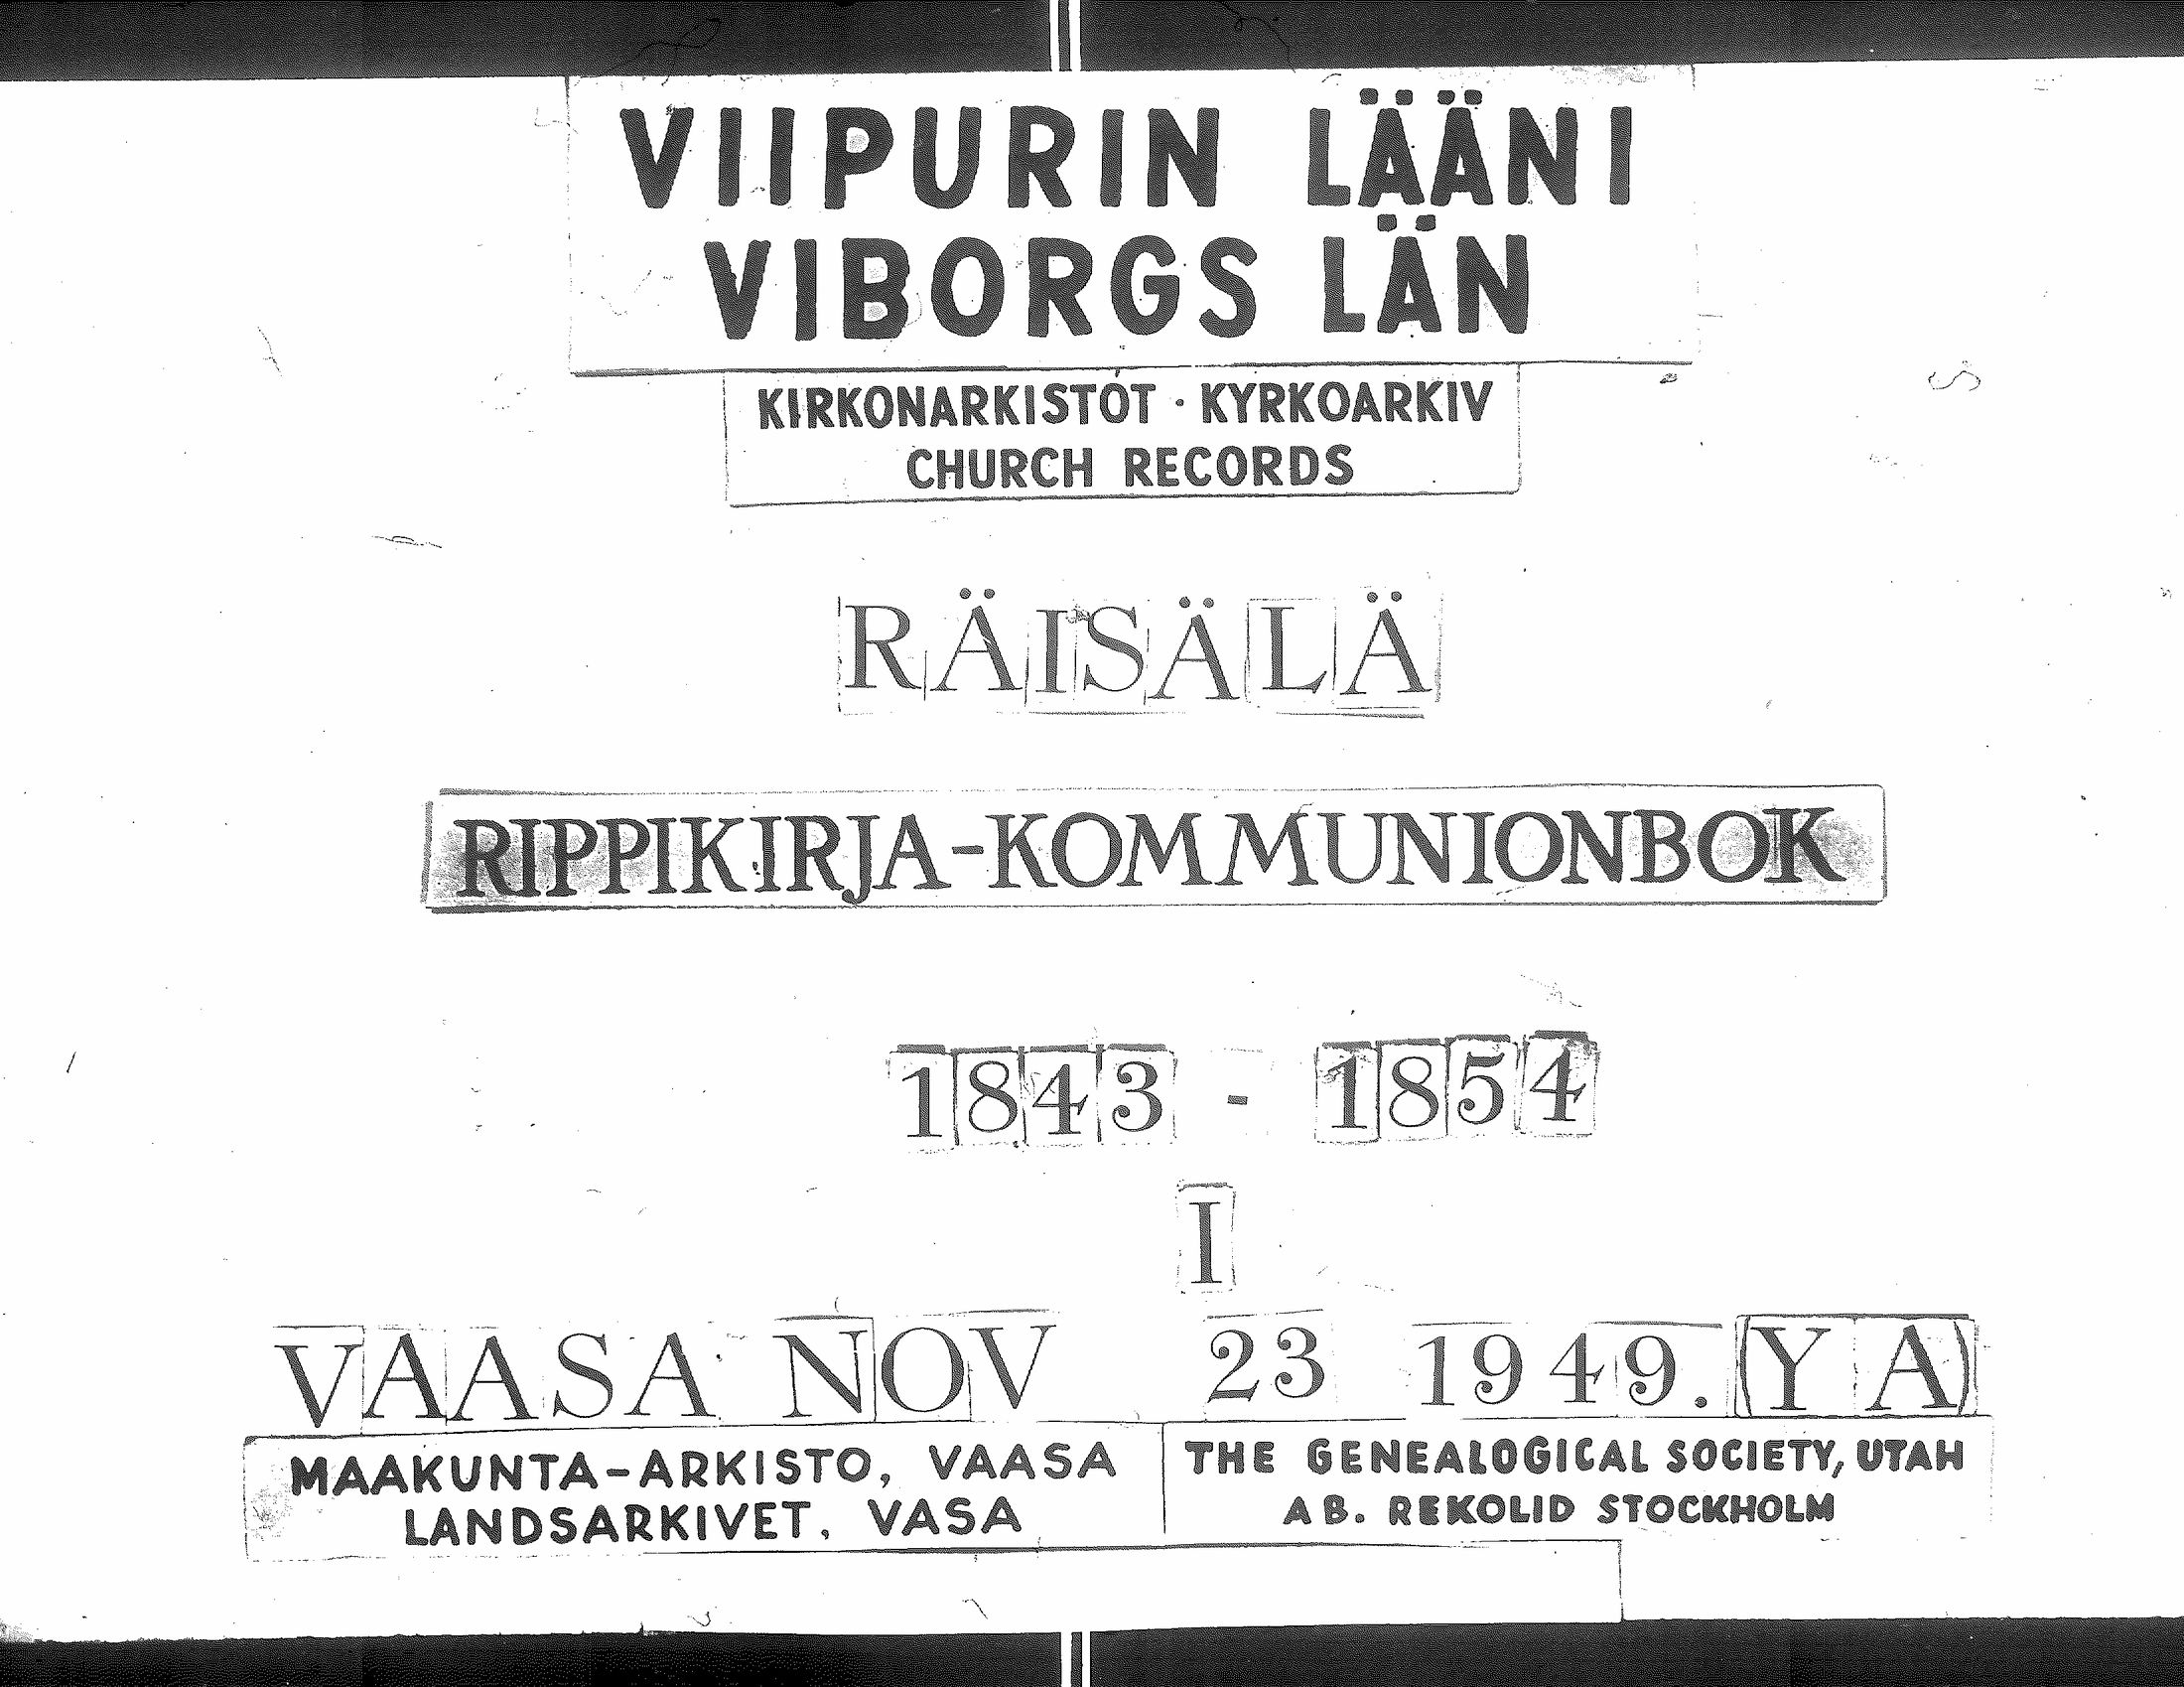 VIIPURIN LÄÄNI
VIBORGS LÄN
KIRKONARKISTOT · KYRKOARKIV
CHURCH RECORDS
RÄISÄLÄ
RIPPIKIRJA-KOMMUNIONBOK
1843 - 1854
I
VAASA NOV 23 1949. (YA)
MAAKUNTA-ARKISTO, VAASA
LANDSARKIVET, VASA
THE GENEALOGICAL SOCIETY, UTAH
AB. REKOLID STOCKHOLM